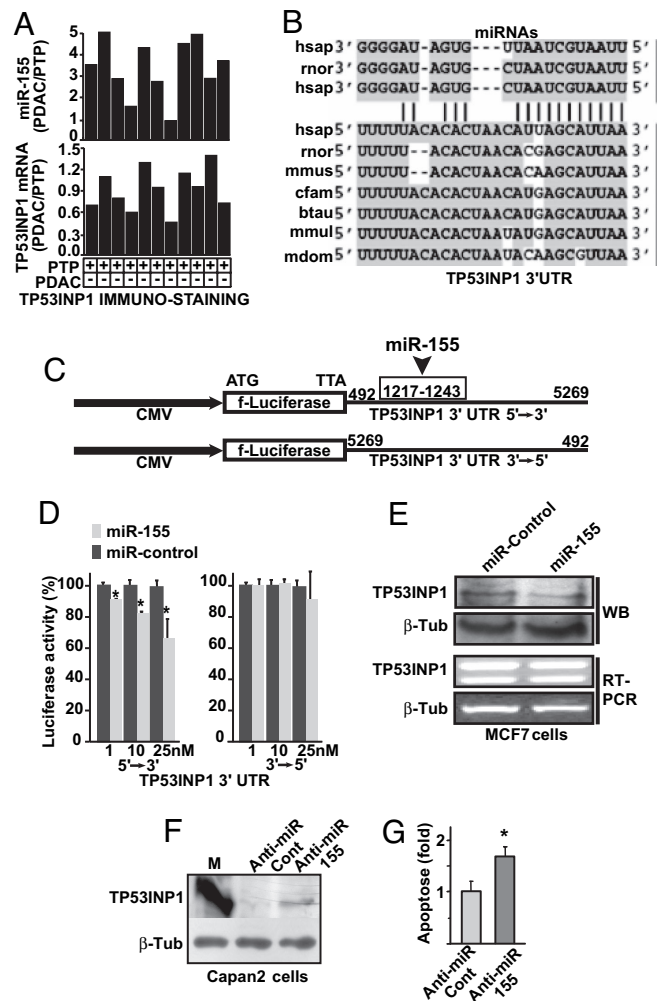 A
miR-155
(PDAC/PTP)
5
4
3
2
1
0
TP53INP1 mRNA
(PDAC/PTP)
1.5
1.2
0.9
0.6
0.3
0.0
PTP + + + + + + + + + + +
PDAC - - - - - - - - - - -
TP53INP1 IMMUNO-STAINING
B
miRNAs
hsap 3' GGGGAU-AGUG---UUAAUCGUAAUU 5'
rnor 3' GGGGAU-AGUG---CUAAUCGUAAUU 5'
hsap 3' GGGGAU-AGUG---CUAAUCGUAAUU 5'
hsap 5' UUUUUACACACUAACAUUAGCAUUAA 3'
rnor 5' UUUUU--ACACUAACACGAGCAUUAA 3'
mmus 5' UUUUU--ACACUAACACAAGCAUUAA 3'
cfam 5' UUUUUACACACUAACAUGAGCAUUAA 3'
btau 5' UUUUUACACACUAACAUGAGCAUUAA 3'
mmul 5' UUUUUACACACUAACAUGAGCAUUAA 3'
mdom 5' UUUUUACACACUAAUACAAGCGUUAA 3'
TP53INP1 3'UTR
C
miR-155
ATG TTA
CMV f-Luciferase 492 1217-1243 5269
TP53INP1 3' UTR 5'→3'
CMV f-Luciferase 5269 492
TP53INP1 3' UTR 3'→5'
D
miR-155
miR-control
Luciferase activity (%)
100
80
60
40
20
0
* * *
1 10 25nM
5'→3'
100
80
60
40
20
0
1 10 25nM
3'→5'
TP53INP1 3' UTR
E
miR-Control
miR-155
TP53INP1
β-Tub
WB
TP53INP1
β-Tub
RT-
PCR
MCF7 cells
F
M
Anti-miR
Cont
Anti-miR
155
TP53INP1
β-Tub
Capan2 cells
G
Apoptose (fold)
2
1
*
Anti-miR
Cont
Anti-miR
155